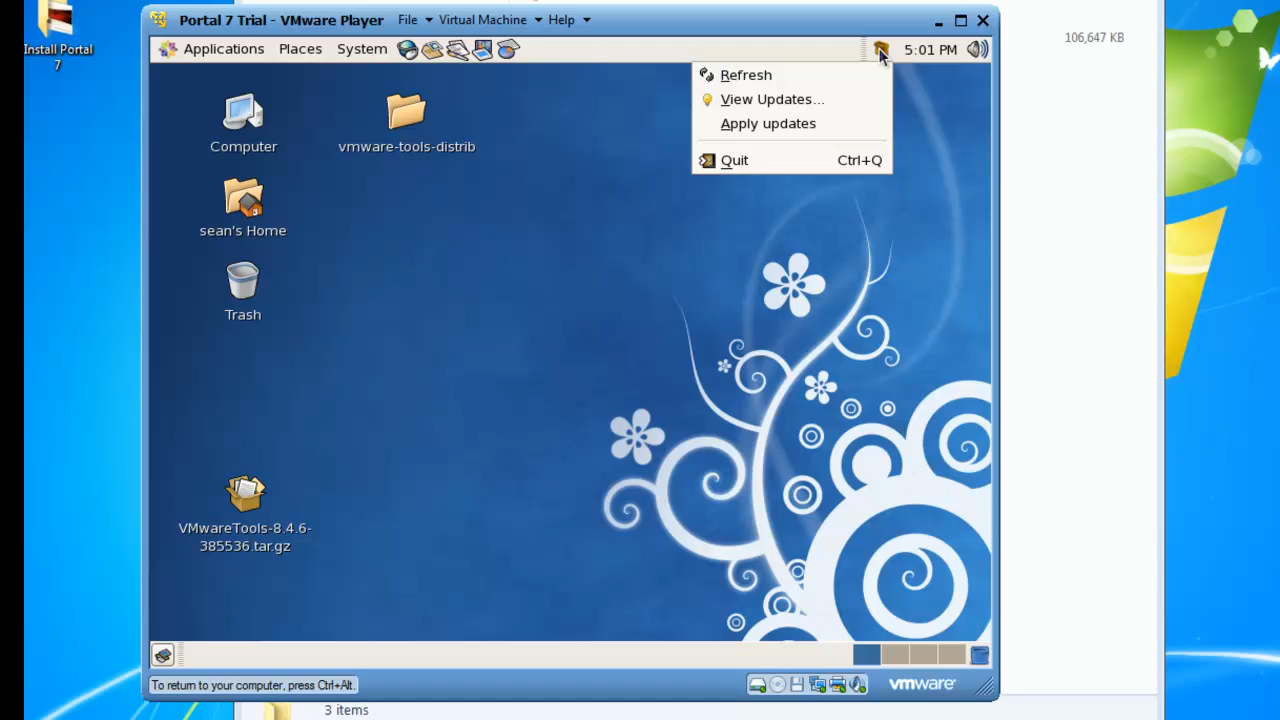 Install Portal
7
Portal 7 Trial - VMware Player File Virtual Machine Help
106,647 KB
Applications Places System 5:01 PM
Refresh
View Updates...
Apply updates
Quit Ctrl+Q
Computer
vmware-tools-distrib
sean's Home
Trash
VMwareTools-8.4.6-
385536.tar.gz
To return to your computer, press Ctrl+Alt.
vmware
3 items